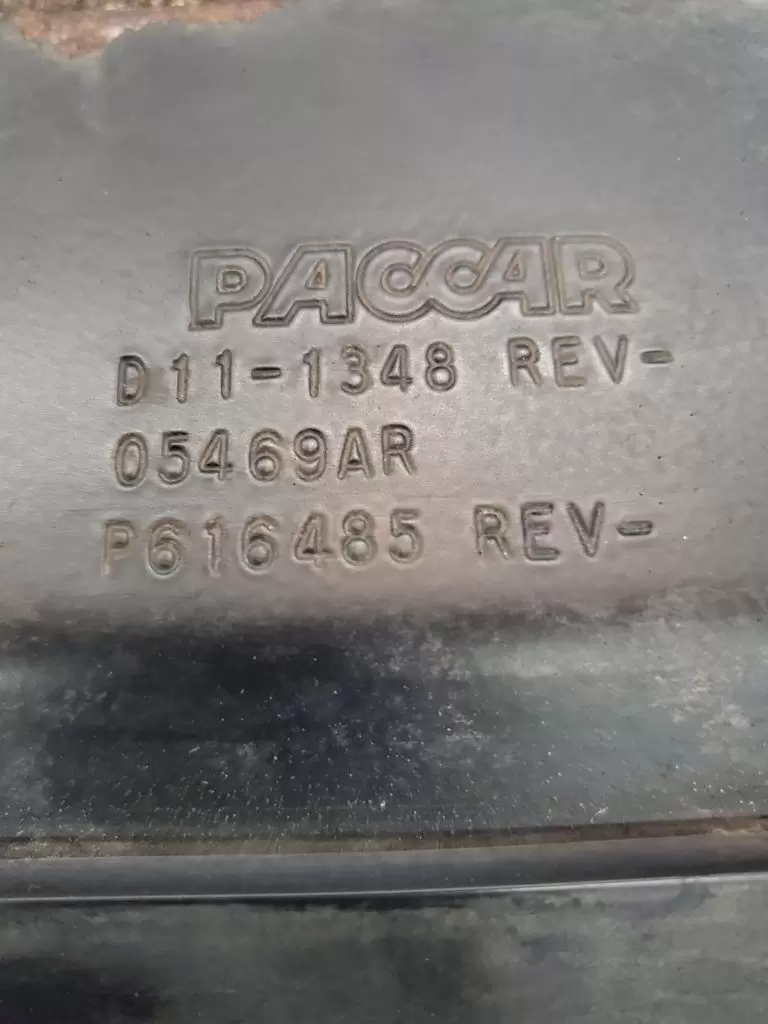 PACCAR
D11-1348 REV-
05469AR
P616485 REV-